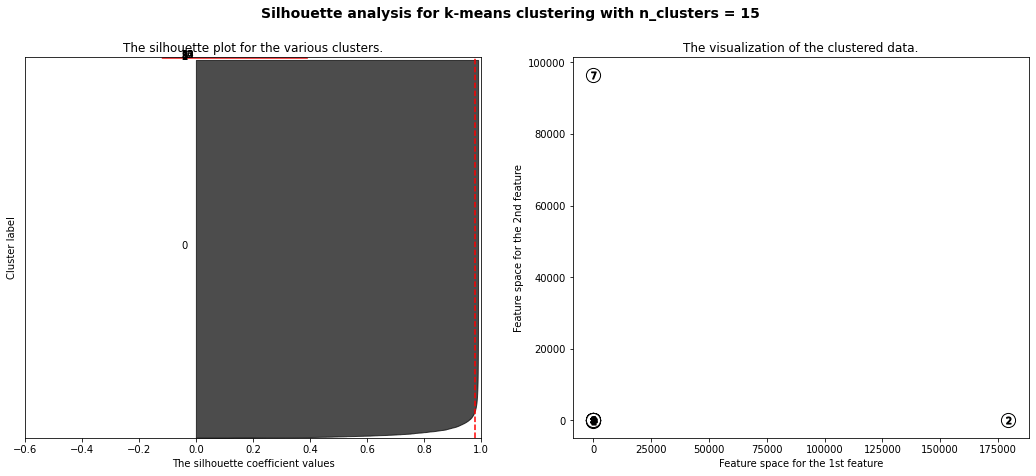 Silhouette analysis for k-means clustering with n_clusters = 15
The silhouette plot for the various clusters.
0
Cluster label
−0.6 −0.4 −0.2 0.0 0.2 0.4 0.6 0.8 1.0
The silhouette coefficient values
The visualization of the clustered data.
100000
80000
60000
40000
20000
0
7
2
Feature space for the 2nd feature
0 25000 50000 75000 100000 125000 150000 175000
Feature space for the 1st feature